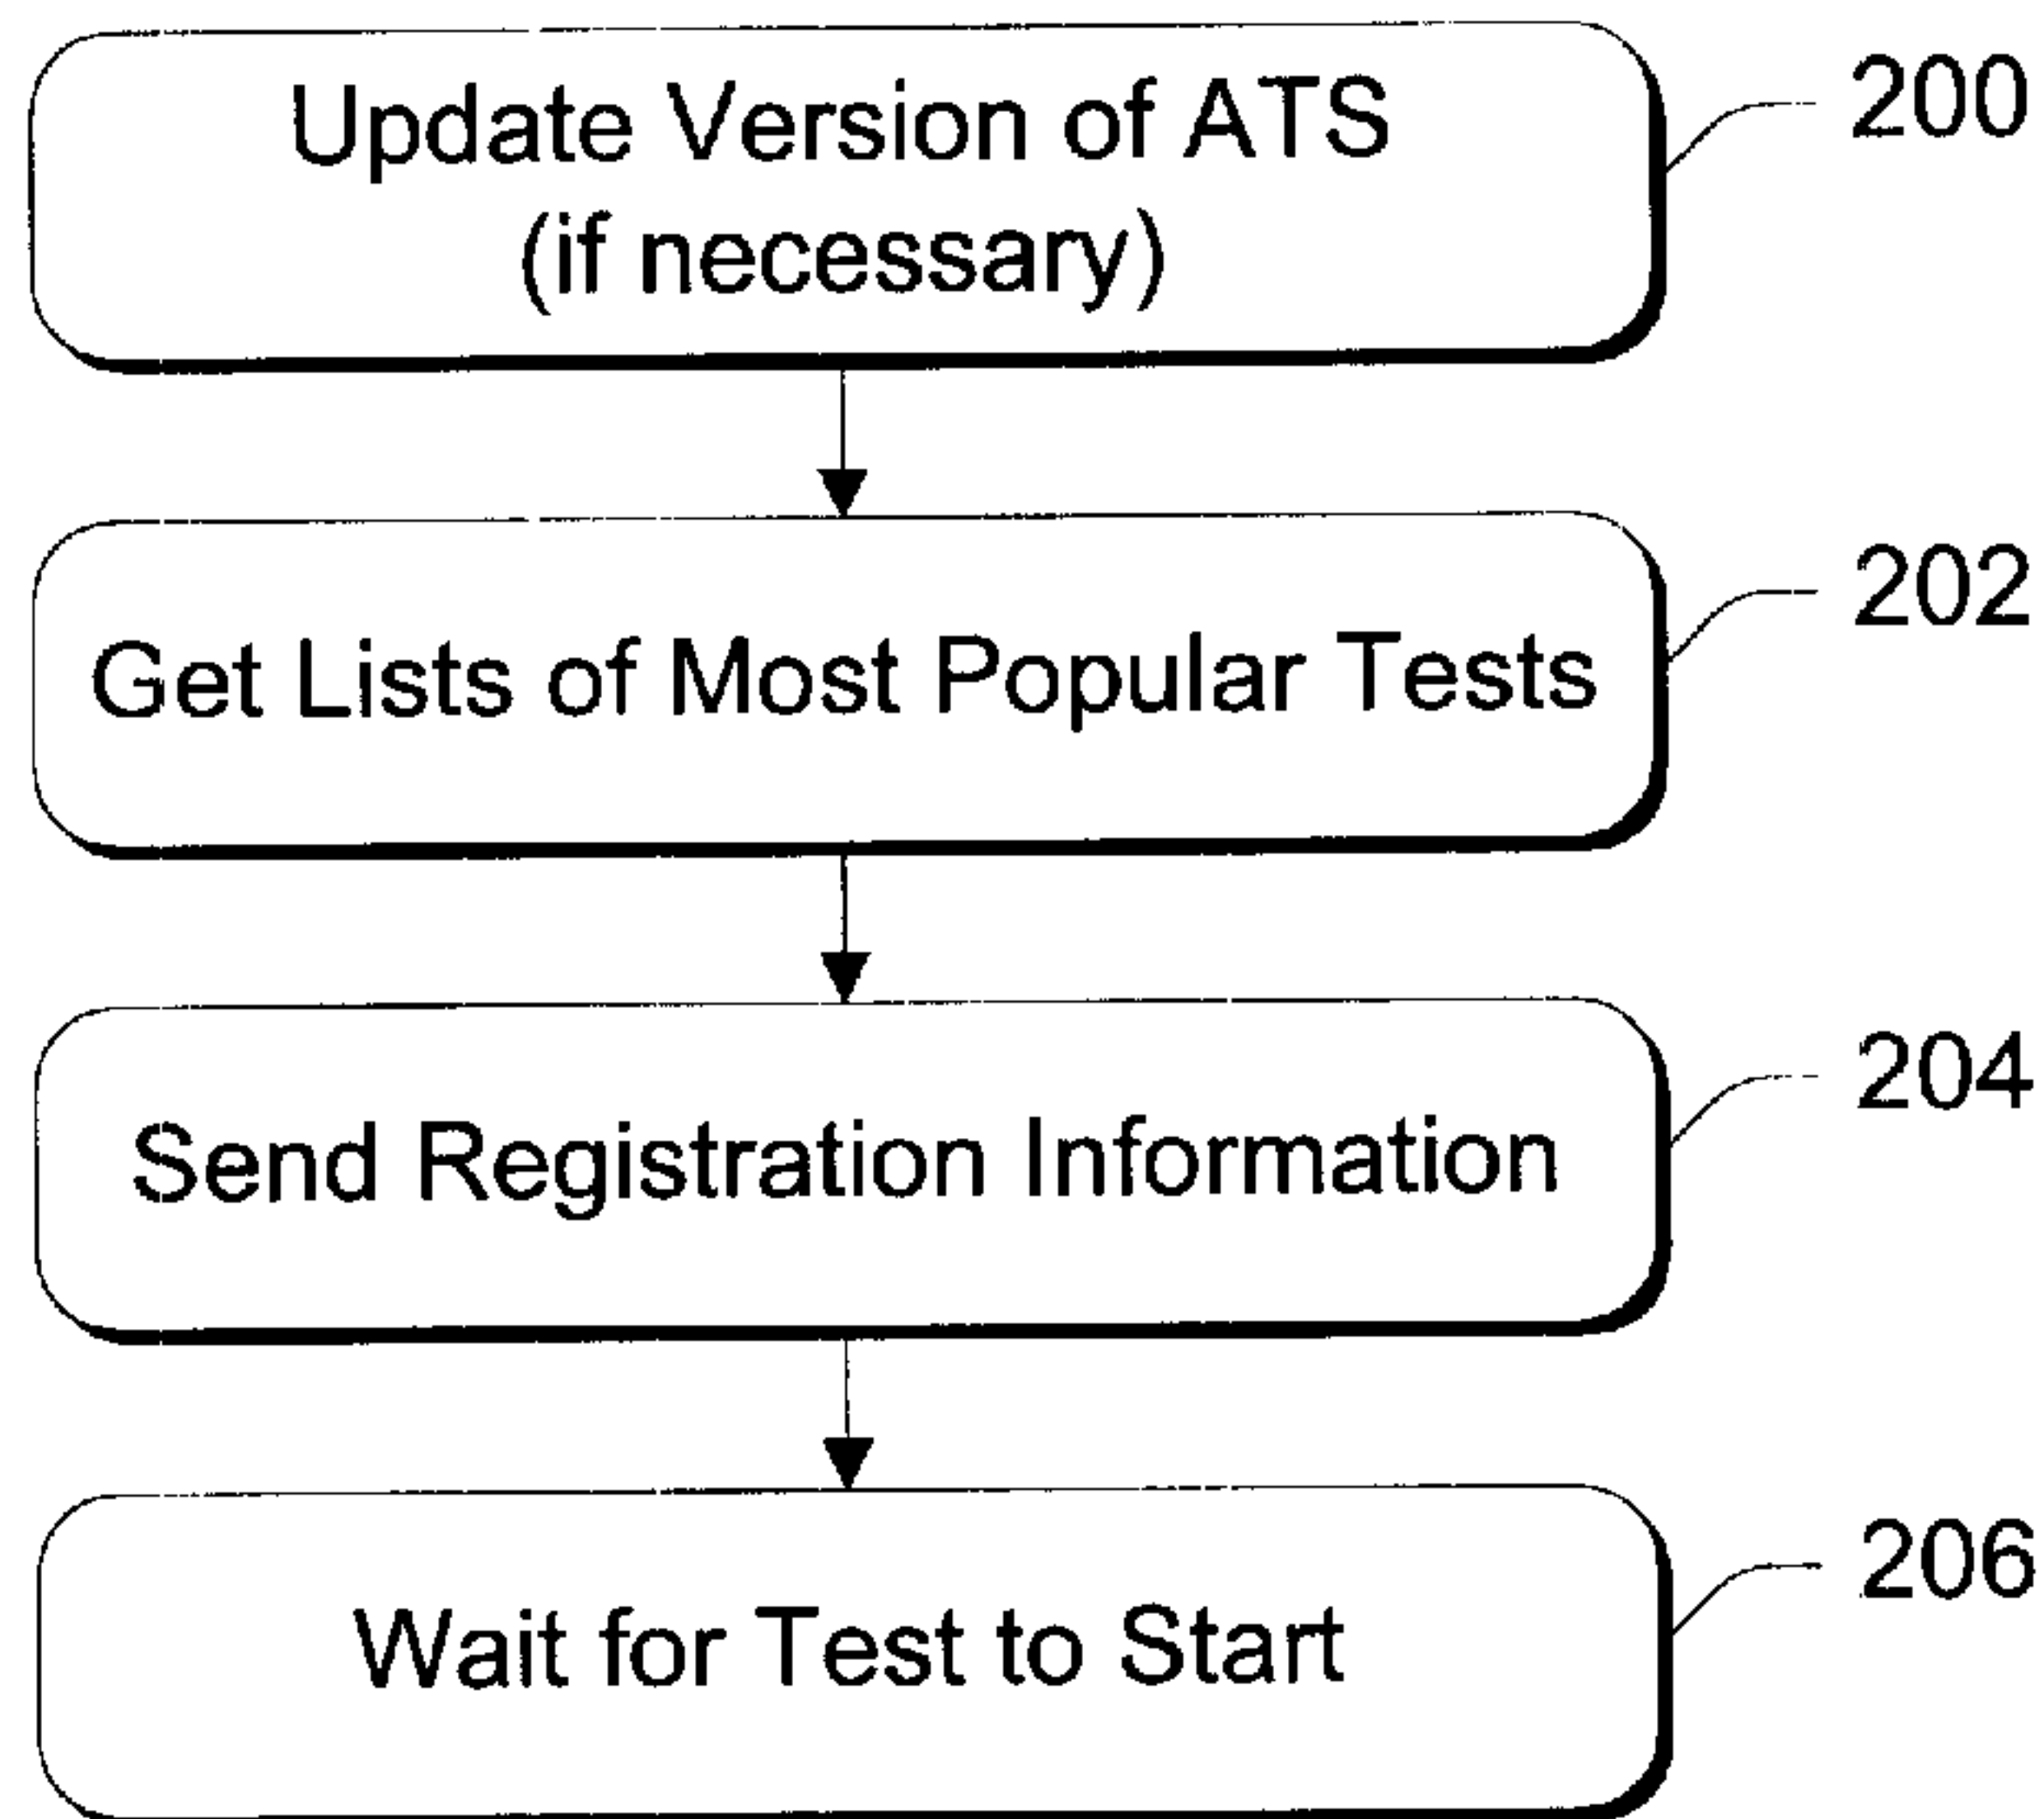 Update Version of ATS
(if necessary)
200
Get Lists of Most Popular Tests
202
Send Registration Information
204
Wait for Test to Start
206